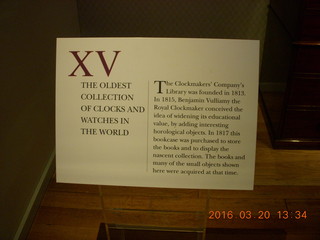 XV
THE OLDEST
COLLECTION
OF CLOCKS AND
WATCHES IN
THE WORLD
The Clockmakers' Company's
Library was founded in 1813.
In 1815, Benjamin Vulliamy the
Royal Clockmaker conceived the
idea of widening its educational
value, by adding interesting
horological objects. In 1817 this
bookcase was purchased to store
the books and to display the
nascent collection. The books and
many of the small objects shown
here were acquired at that time.
2016.03.20 13:34